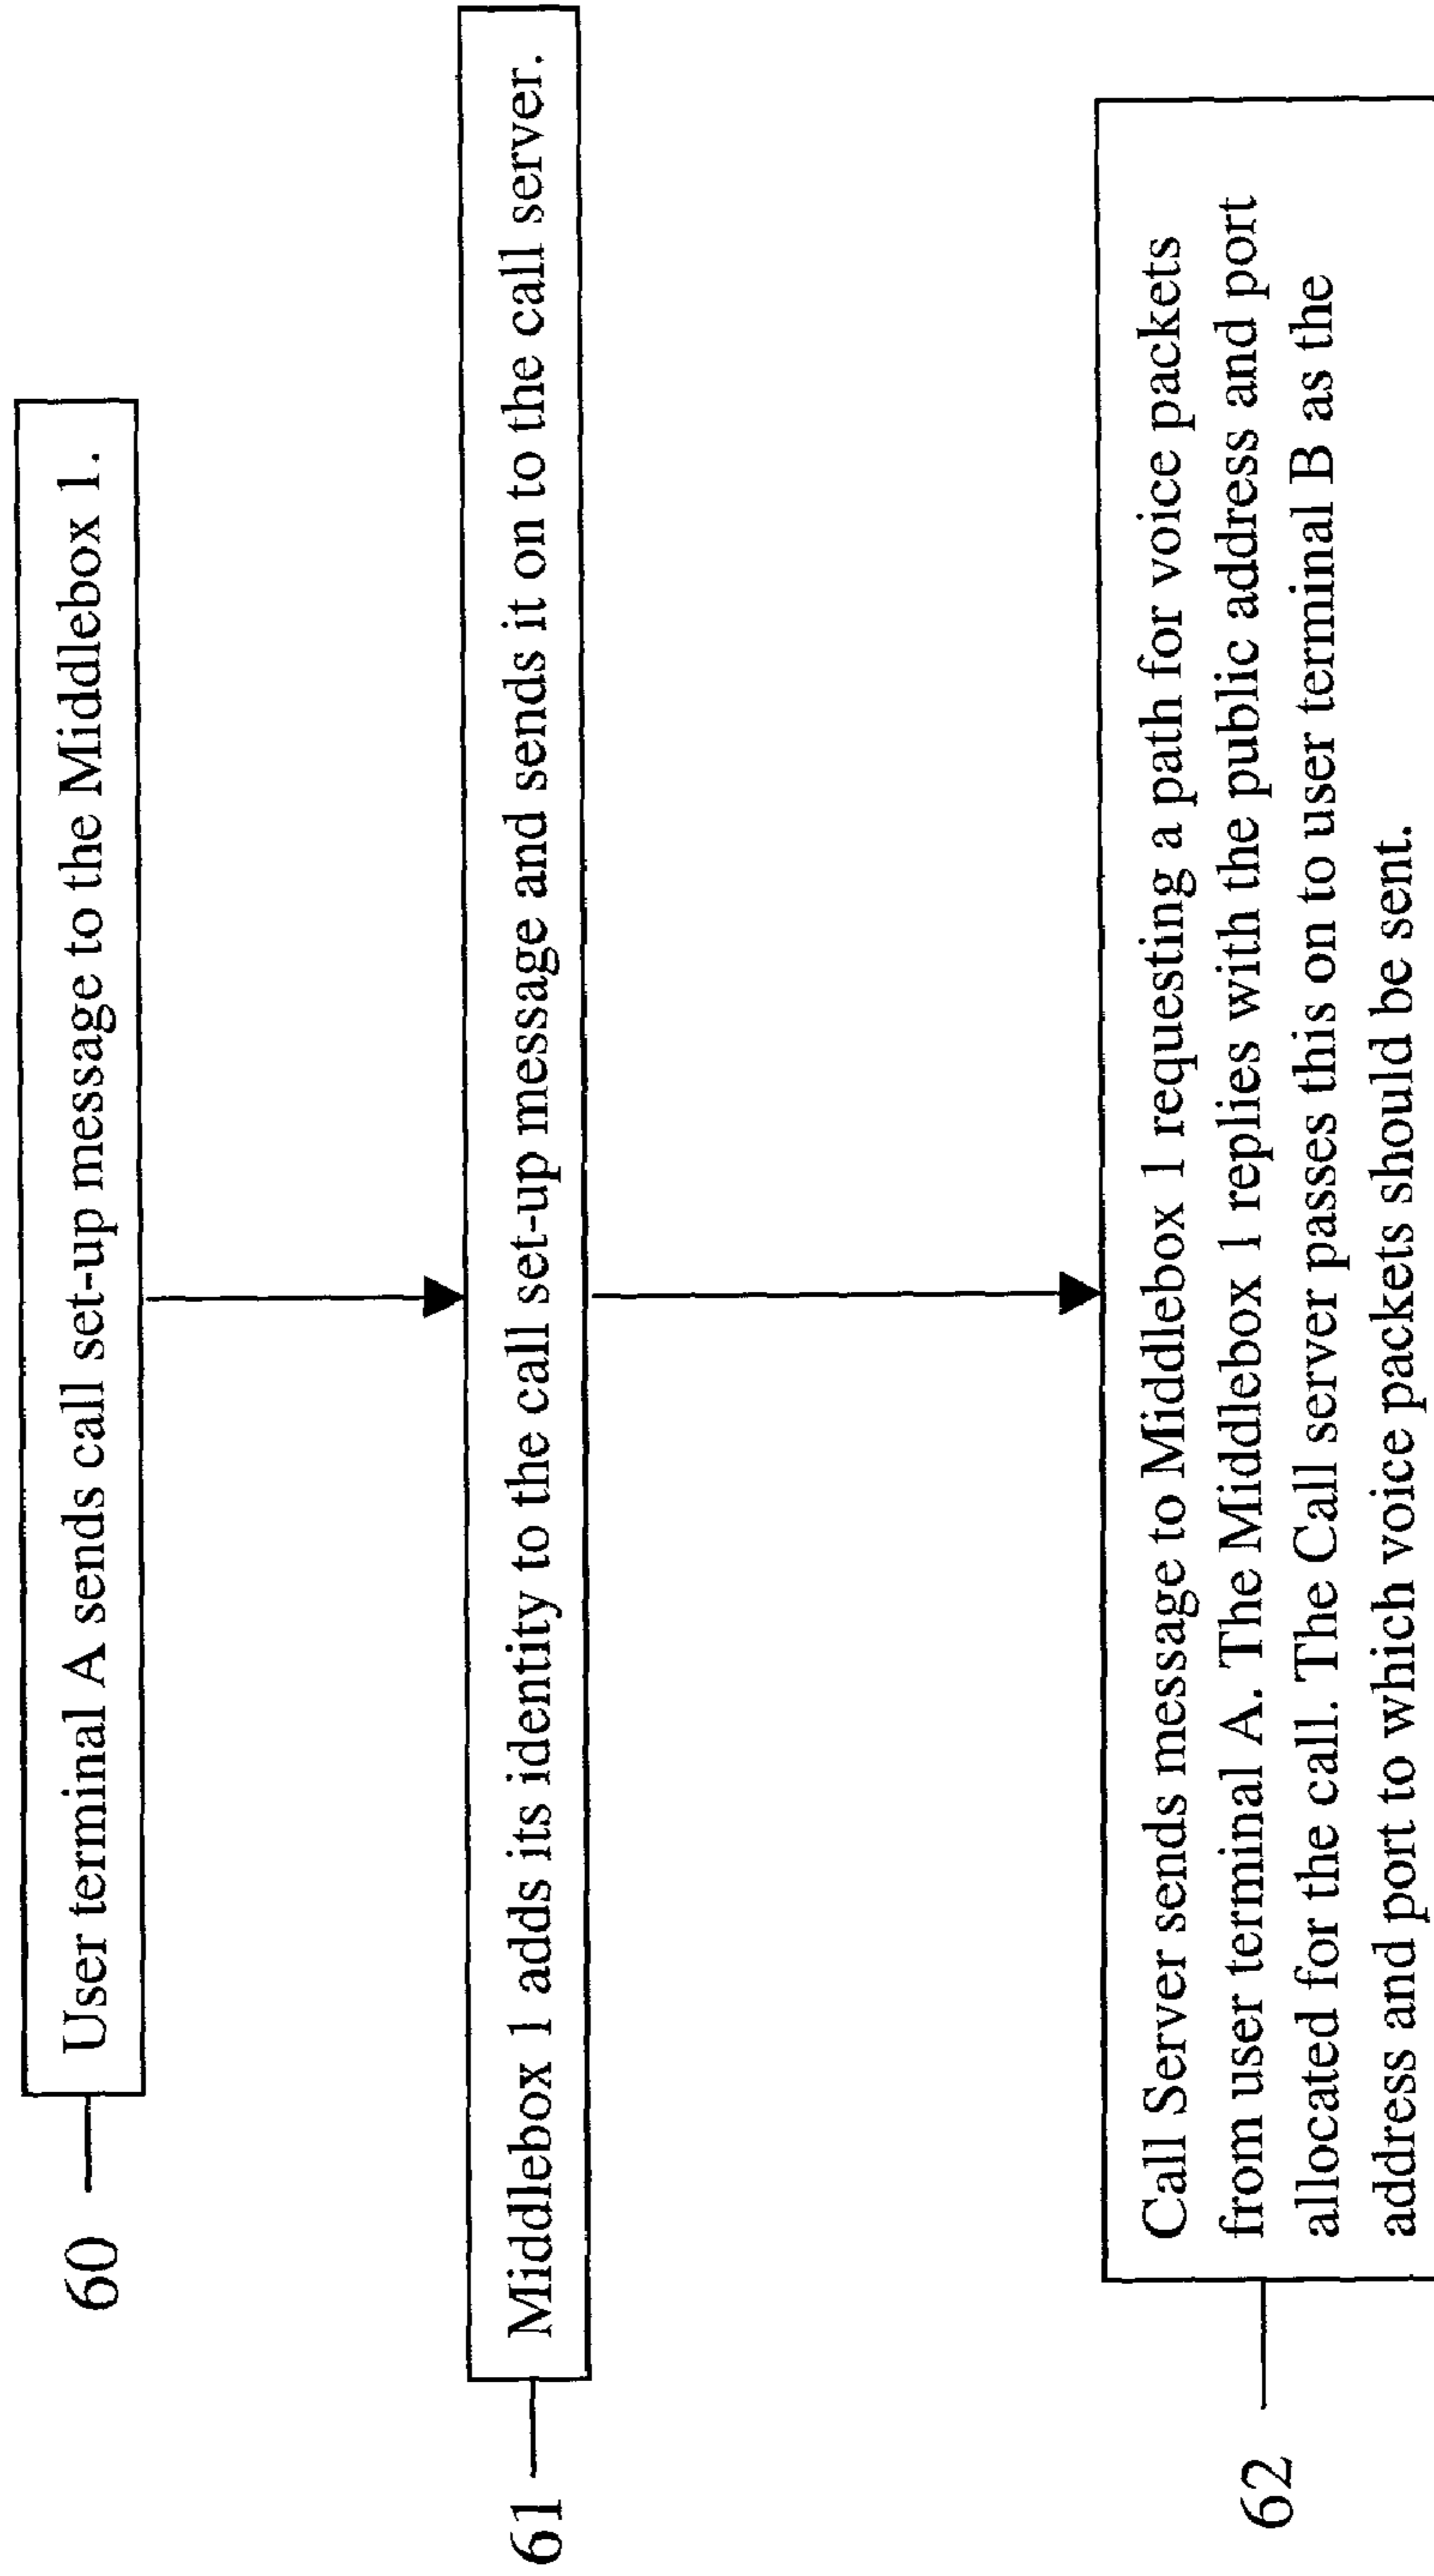 60
User terminal A sends call set-up message to the Middlebox 1.
61
Middlebox 1 adds its identity to the call set-up message and sends it on to the call server.
62
Call Server sends message to Middlebox 1 requesting a path for voice packets
from user terminal A. The Middlebox 1 replies with the public address and port
allocated for the call. The Call server passes this on to user terminal B as the
address and port to which voice packets should be sent.